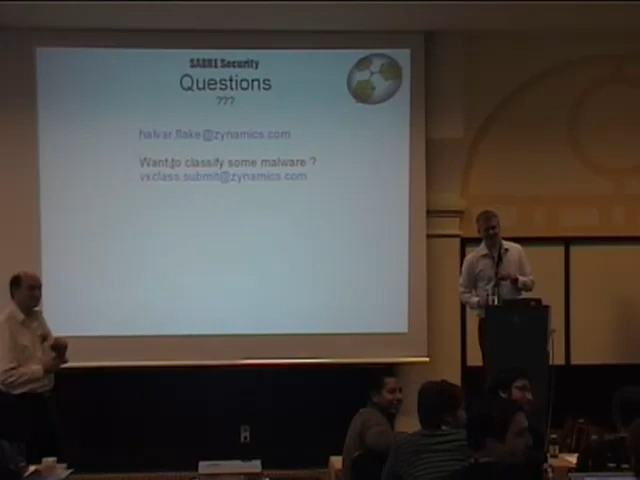 SABRE Security
Questions
???
halvar.flake@zynamics.com
Want to classify some malware ?
vxclass.submit@zynamics.com